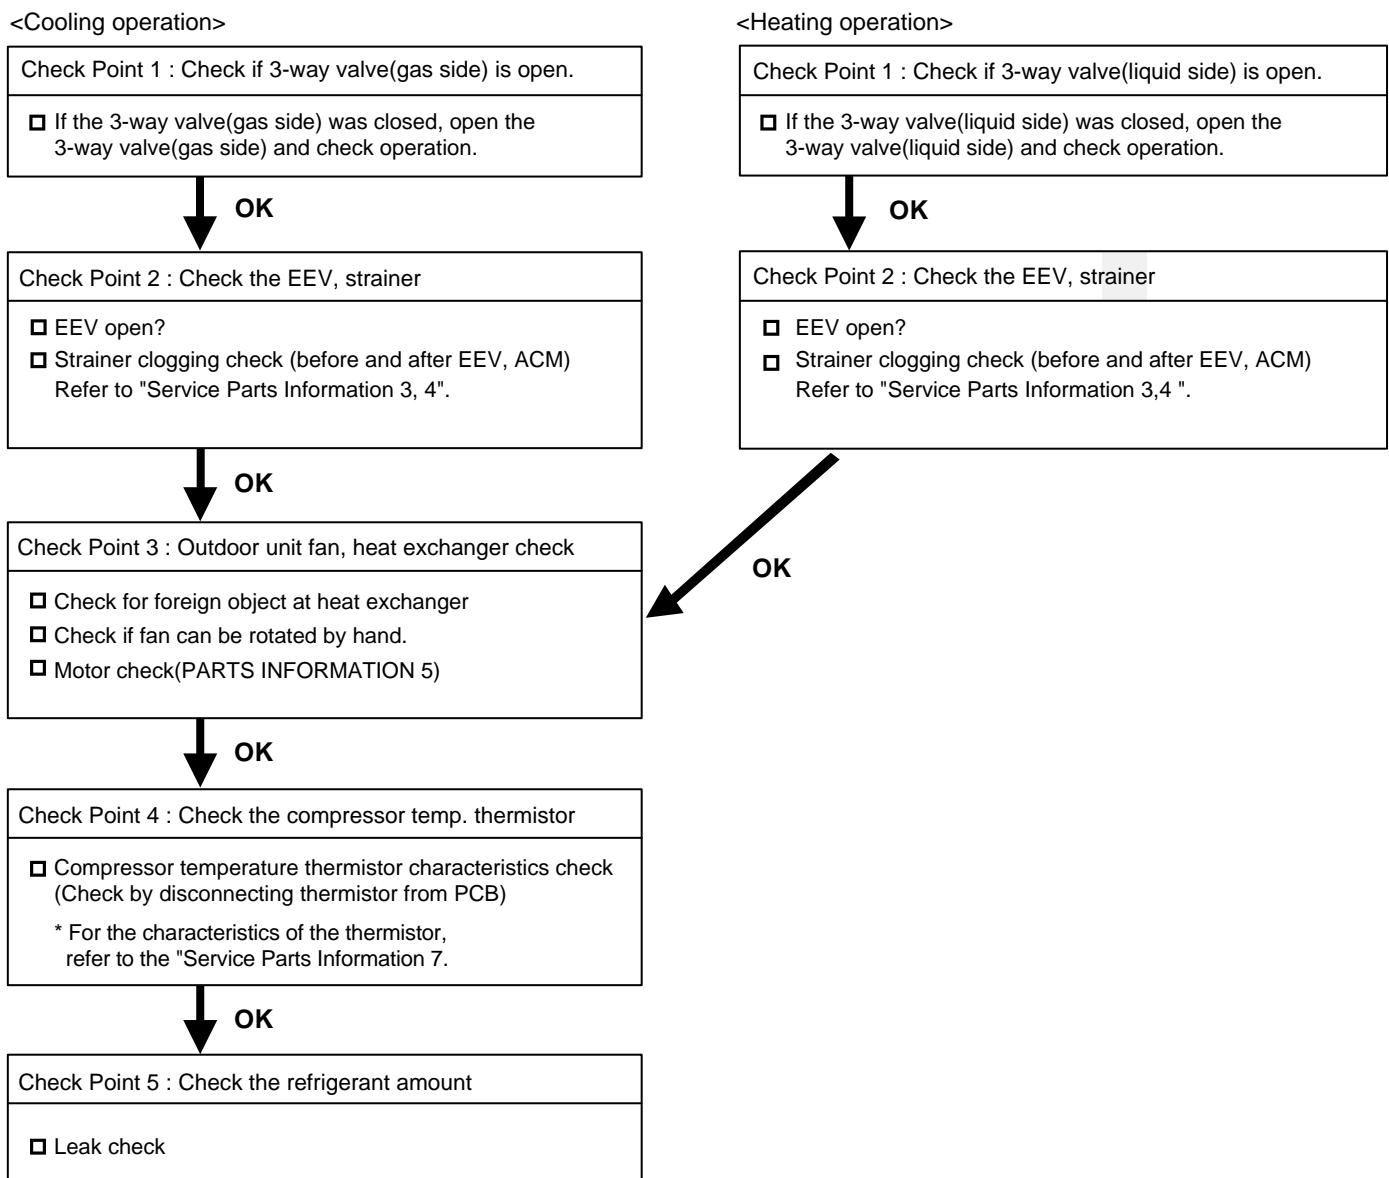 <Cooling operation>
Check Point 1 : Check if 3-way valve(gas side) is open.
If the 3-way valve(gas side) was closed, open the
3-way valve(gas side) and check operation.
OK
Check Point 2 : Check the EEV, strainer
EEV open?
Strainer clogging check (before and after EEV, ACM)
Refer to "Service Parts Information 3, 4".
OK
Check Point 3 : Outdoor unit fan, heat exchanger check
Check for foreign object at heat exchanger
Check if fan can be rotated by hand.
Motor check(PARTS INFORMATION 5)
OK
Check Point 4 : Check the compressor temp. thermistor
Compressor temperature thermistor characteristics check
(Check by disconnecting thermistor from PCB)
* For the characteristics of the thermistor,
refer to the "Service Parts Information 7.
OK
Check Point 5 : Check the refrigerant amount
Leak check
<Heating operation>
Check Point 1 : Check if 3-way valve(liquid side) is open.
If the 3-way valve(liquid side) was closed, open the
3-way valve(liquid side) and check operation.
OK
Check Point 2 : Check the EEV, strainer
EEV open?
Strainer clogging check (before and after EEV, ACM)
Refer to "Service Parts Information 3,4 ".
OK